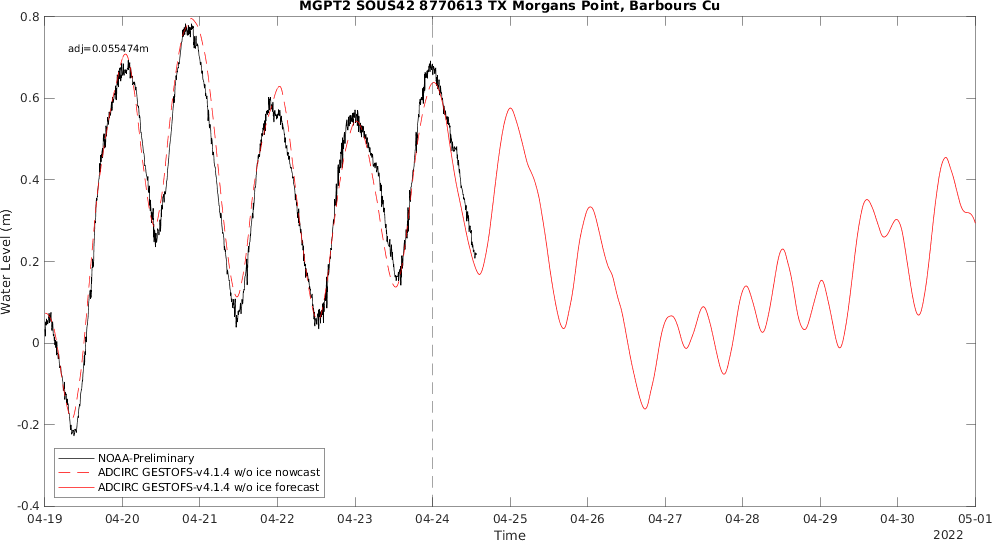 MGPT2 SOUS42 8770613 TX Morgans Point, Barbours Cu
adj=0.055474m
Water Level (m)
0.8
0.6
0.4
0.2
0
-0.2
-0.4
NOAA-Preliminary
ADCIRC GESTOFS-v4.1.4 w/o ice nowcast
ADCIRC GESTOFS-v4.1.4 w/o ice forecast
04-19 04-20 04-21 04-22 04-23 04-24 04-25 04-26 04-27 04-28 04-29 04-30 05-01
Time
2022